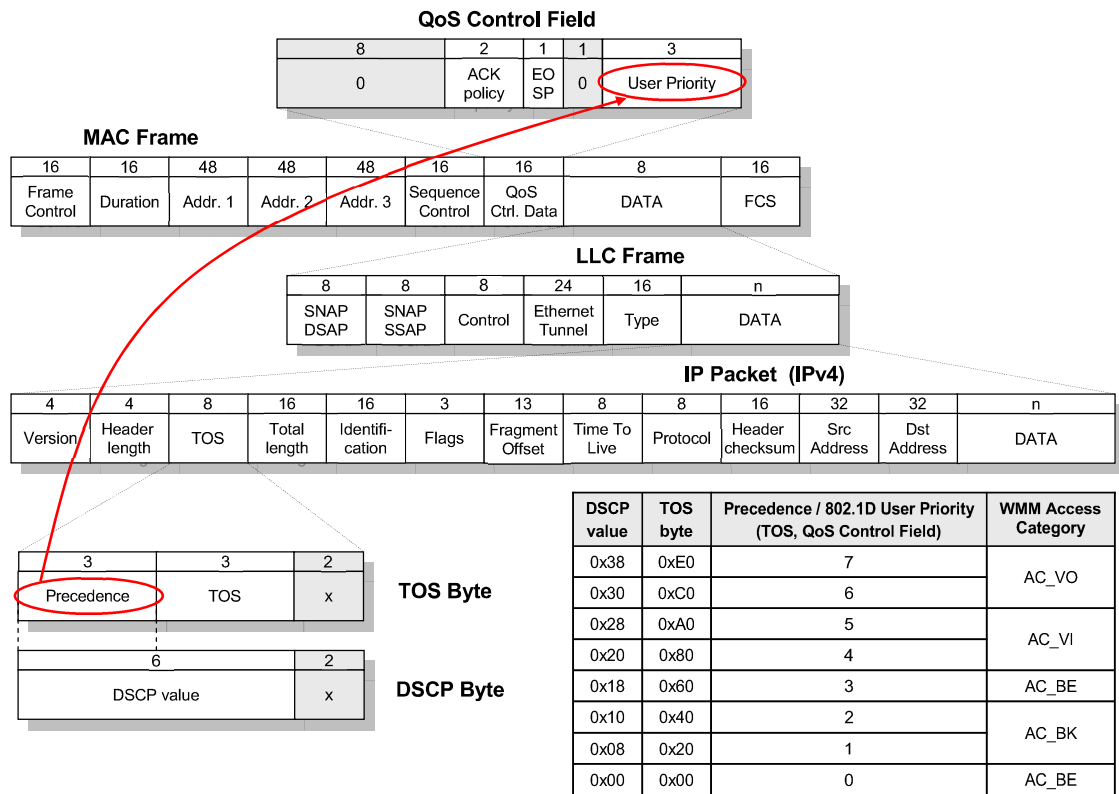 QoS Control Field
8 2 1 1 3
0 ACK policy EO SP 0 User Priority
MAC Frame
16 16 48 48 48 16 16 8 16
Frame Control Duration Addr. 1 Addr. 2 Addr. 3 Sequence Control QoS Ctrl. Data DATA FCS
LLC Frame
8 8 8 24 16 n
SNAP DSAP SNAP SSAP Control Ethernet Tunnel Type DATA
IP Packet (IPv4)
4 4 8 16 16 3 13 8 8 16 32 32 n
Version Header length TOS Total length Identifi- cation Flags Fragment Offset Time To Live Protocol Header checksum Src Address Dst Address DATA
3 3 2
Precedence TOS x
TOS Byte
6 2
DSCP value x
DSCP Byte
DSCP value TOS byte Precedence / 802.1D User Priority (TOS, QoS Control Field) WMM Access Category
0x38 0xE0 7 AC_VO
0x30 0xC0 6
0x28 0xA0 5 AC_VI
0x20 0x80 4
0x18 0x60 3 AC_BE
0x10 0x40 2 AC_BK
0x08 0x20 1
0x00 0x00 0 AC_BE